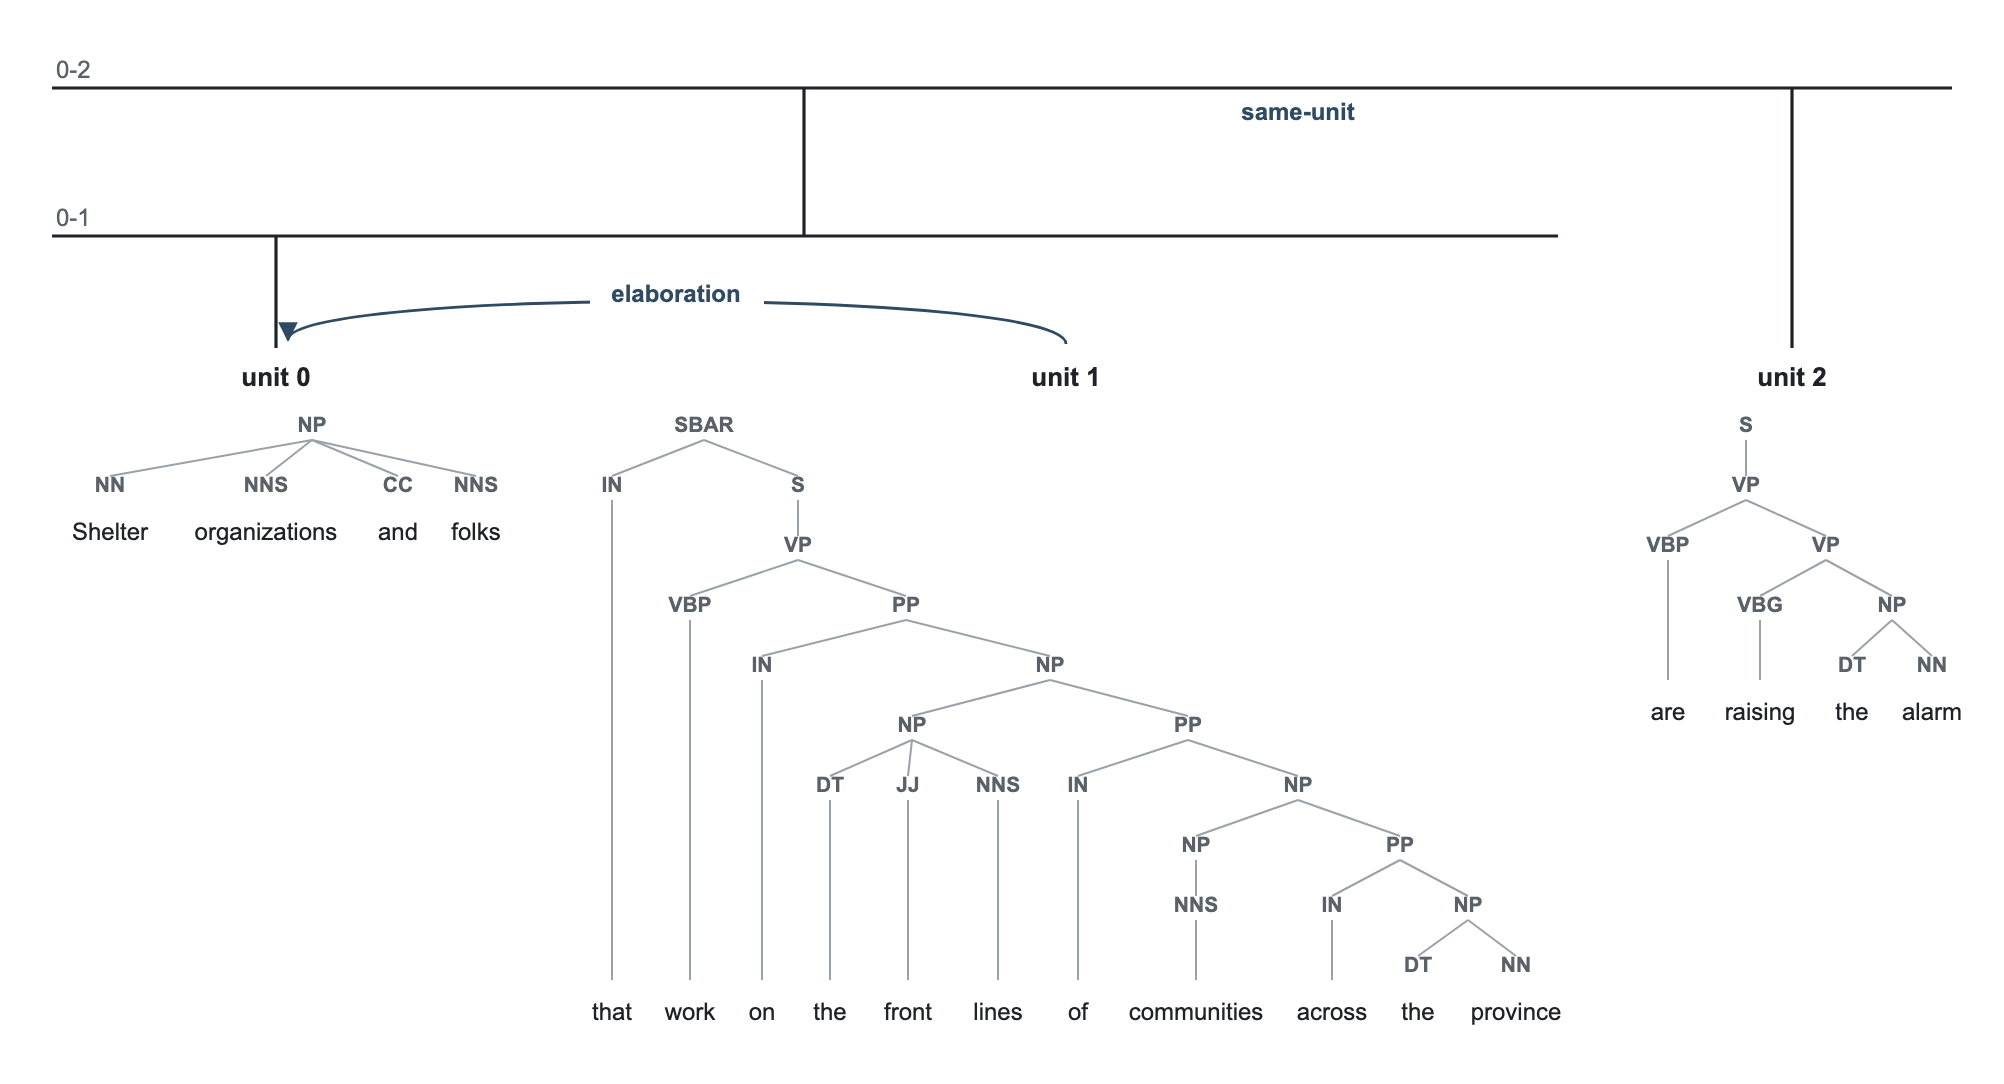 0-2
same-unit
0-1
elaboration
unit 0 unit 1 unit 2
NP SBAR S
NN NNS CC NNS IN S VP
Shelter organizations and folks
VP VBP VP
VBP PP VBG NP
IN NP DT NN
are raising the alarm
NP PP
DT JJ NNS IN NP
NP PP
NNS IN NP
DT NN
that work on the front lines of communities across the province